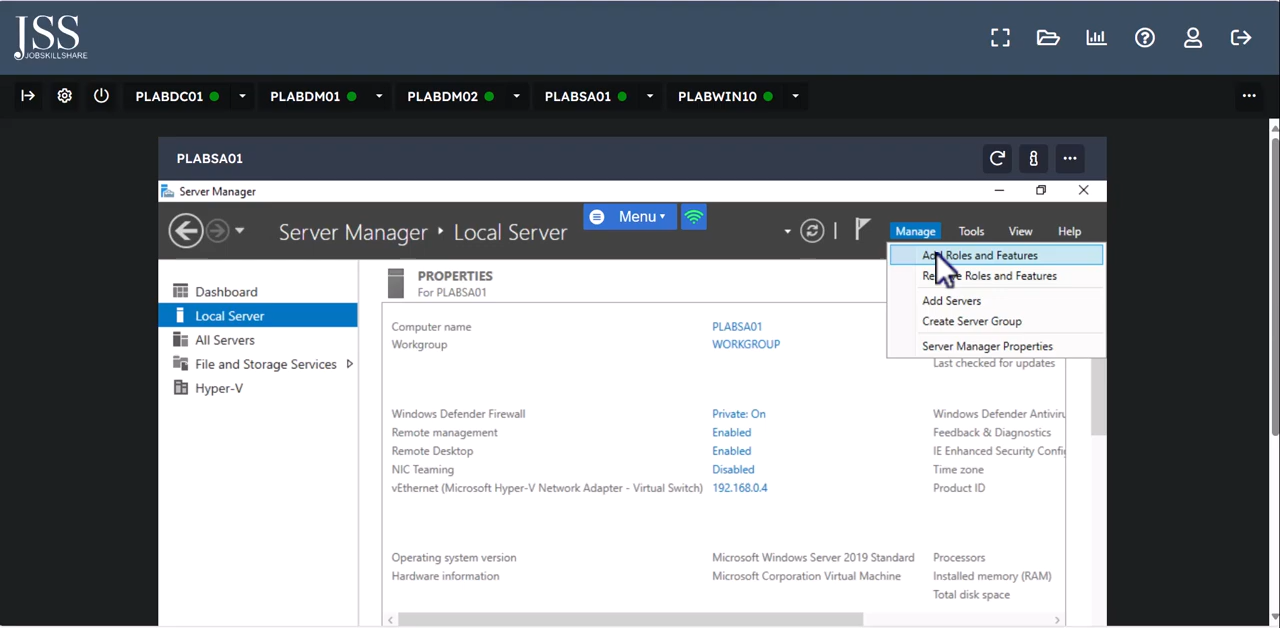 JSS
JOBSKILLSHARE
PLABDC01
PLABDM01
PLABDM02
PLABSA01
PLABWIN10
PLABSA01
Server Manager
Menu
Server Manager Local Server
Manage Tools View Help
Add Roles and Features
Roles and Features
Add Servers
Create Server Group
Server Manager Properties
Dashboard
Local Server
All Servers
File and Storage Services
Hyper-V
PROPERTIES
For PLABSA01
Computer name PLABSA01
Workgroup WORKGROUP
Last checked for updates
Windows Defender Firewall Private: On Windows Defender Antivir
Remote management Enabled Feedback & Diagnostics
Remote Desktop Enabled IE Enhanced Security Config
NIC Teaming Disabled Time zone
vEthernet (Microsoft Hyper-V Network Adapter - Virtual Switch) 192.168.0.4 Product ID
Operating system version Microsoft Windows Server 2019 Standard Processors
Hardware information Microsoft Corporation Virtual Machine Installed memory (RAM)
Total disk space